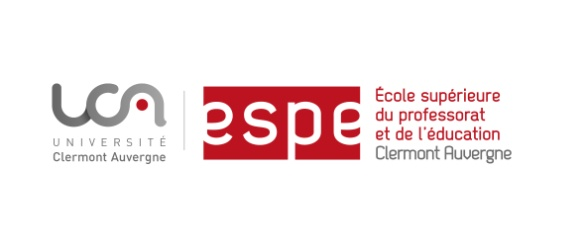 UCA
UNIVERSITÉ
Clermont Auvergne
espe
École supérieure
du professorat
et de l'éducation
Clermont Auvergne